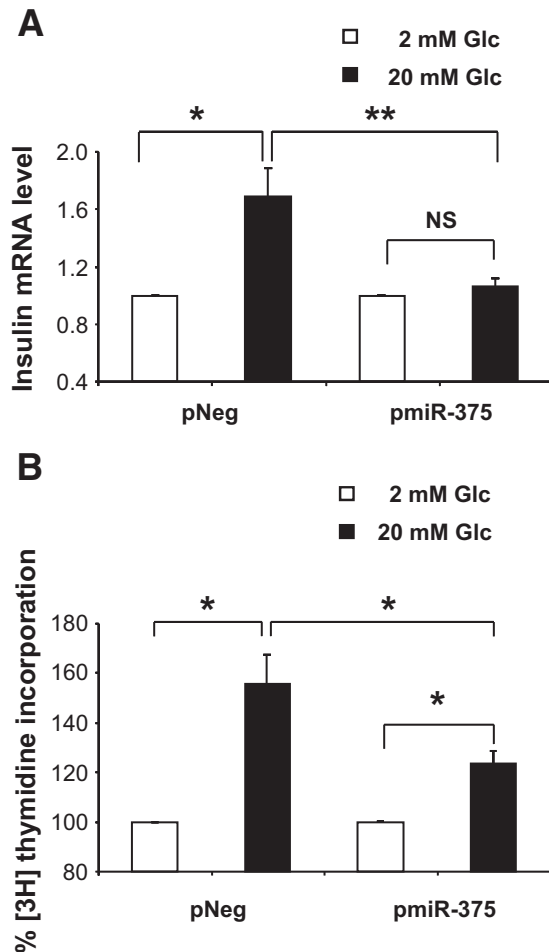 A
2 mM Glc
20 mM Glc
* **
Insulin mRNA level
2.0
1.6
NS
1.2
0.8
0.4
pNeg pmiR-375
B
2 mM Glc
20 mM Glc
% [3H] thymidine incorporation
* *
180
160
*
140
120
100
80
pNeg pmiR-375